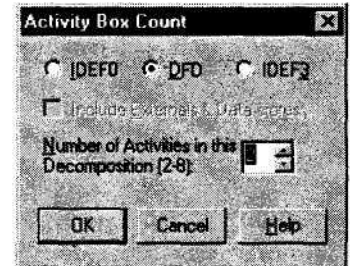 Activity Box Count
IDEF0 DFD IDEF3
Include Externals & Data stores
Number of Activities in this
Decomposition (2-8):
OK Cancel Help